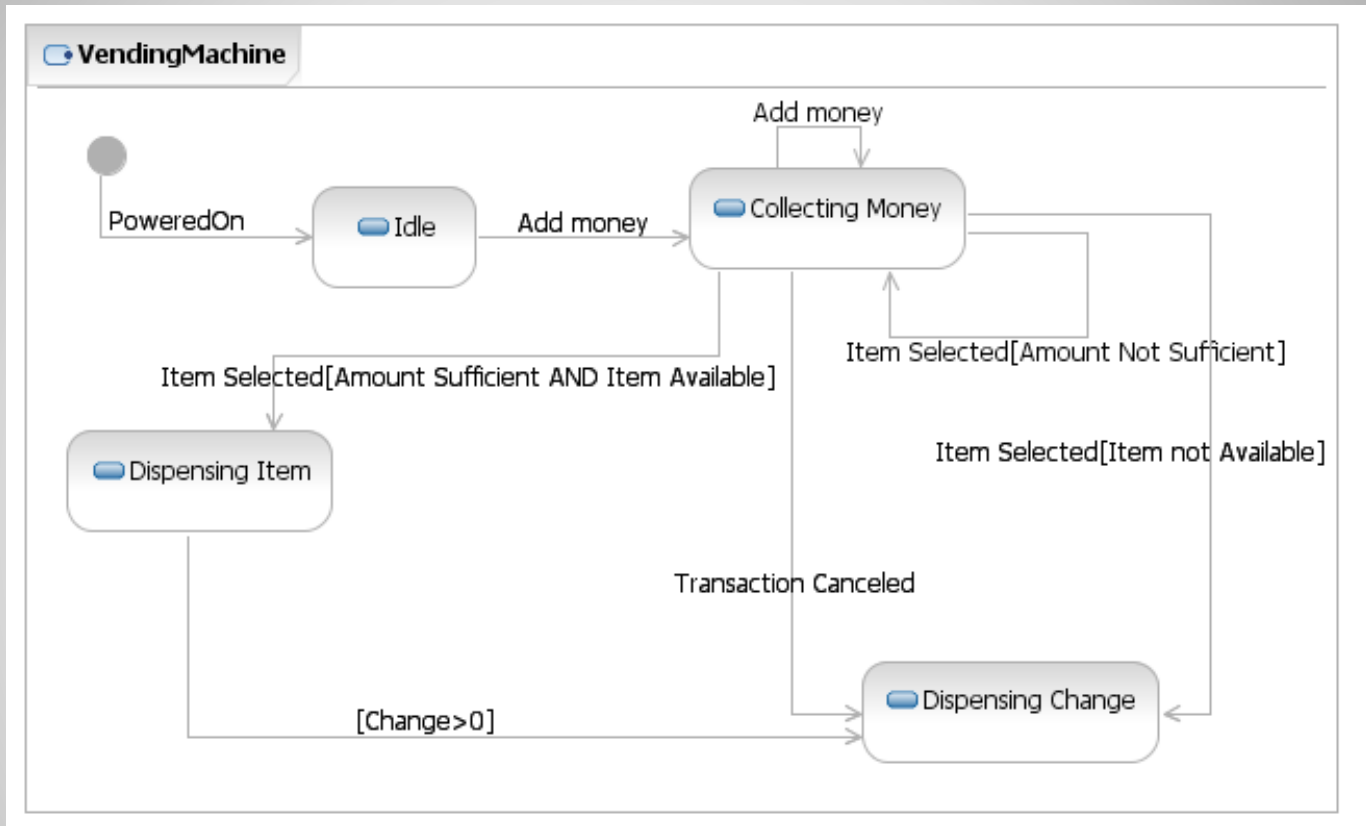 VendingMachine
Add money
PoweredOn
Idle
Add money
Collecting Money
Item Selected[Amount Not Sufficient]
Item Selected[Amount Sufficient AND Item Available]
Item Selected[Item not Available]
Dispensing Item
Transaction Canceled
Dispensing Change
[Change>0]